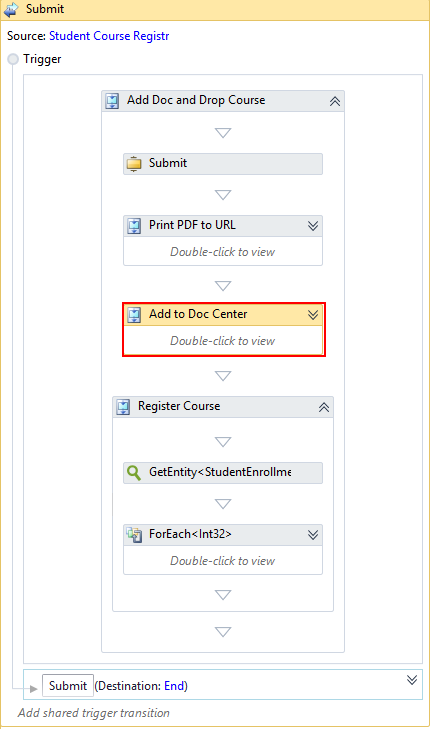 Submit
Source: Student Course Registr
Trigger
Add Doc and Drop Course
Submit
Print PDF to URL
Double-click to view
Add to Doc Center
Double-click to view
Register Course
GetEntity<StudentEnrollme
ForEach<Int32>
Double-click to view
Submit (Destination: End)
Add shared trigger transition